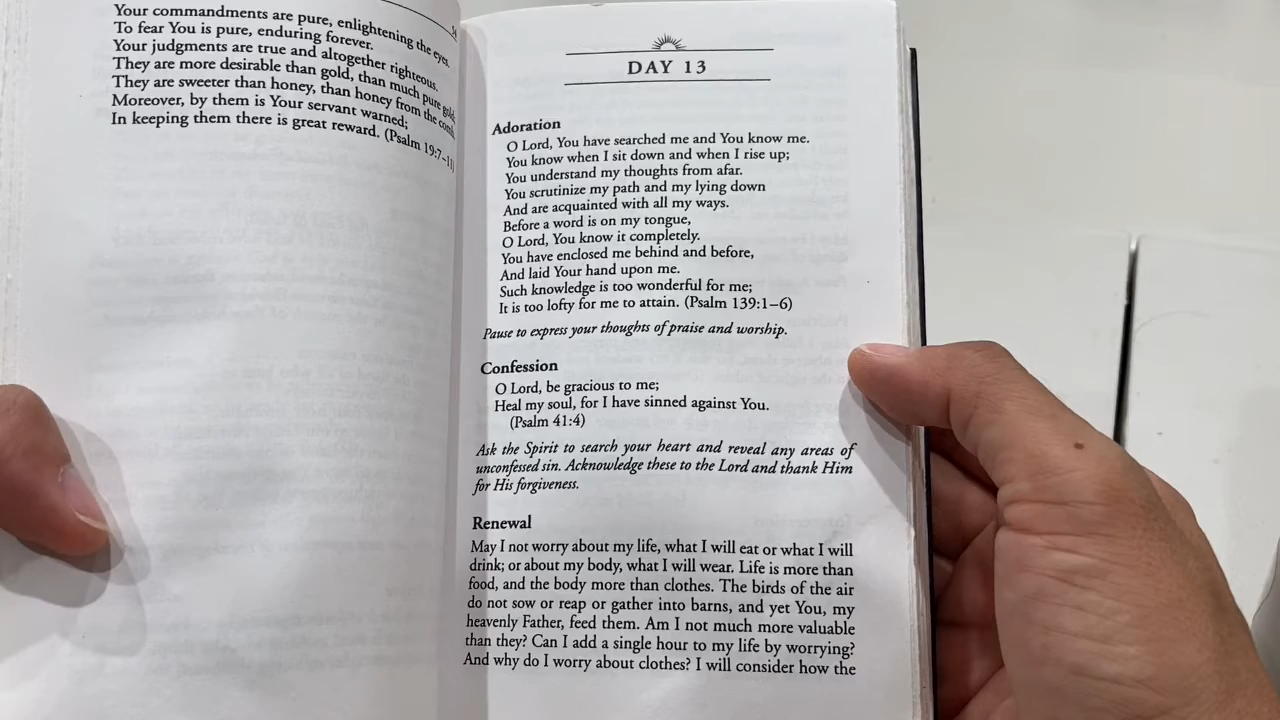 Your commandments are pure, enlightening the eyes.
To fear You is pure, enduring forever.
Your judgments are true and altogether righteous.
They are more desirable than gold, than much pure gold,
They are sweeter than honey, than honey from the comb,
Moreover, by them is Your servant warned;
In keeping them there is great reward. (Psalm 19:7–11)
DAY 13
Adoration
O Lord, You have searched me and You know me.
You know when I sit down and when I rise up;
You understand my thoughts from afar.
You scrutinize my path and my lying down
And are acquainted with all my ways.
Before a word is on my tongue,
O Lord, You know it completely.
You have enclosed me behind and before,
And laid Your hand upon me.
Such knowledge is too wonderful for me;
It is too lofty for me to attain. (Psalm 139:1–6)
Pause to express your thoughts of praise and worship.
Confession
O Lord, be gracious to me;
Heal my soul, for I have sinned against You.
(Psalm 41:4)
Ask the Spirit to search your heart and reveal any areas of
unconfessed sin. Acknowledge these to the Lord and thank Him
for His forgiveness.
Renewal
May I not worry about my life, what I will eat or what I will
drink; or about my body, what I will wear. Life is more than
food, and the body more than clothes. The birds of the air
do not sow or reap or gather into barns, and yet You, my
heavenly Father, feed them. Am I not much more valuable
than they? Can I add a single hour to my life by worrying?
And why do I worry about clothes? I will consider how the